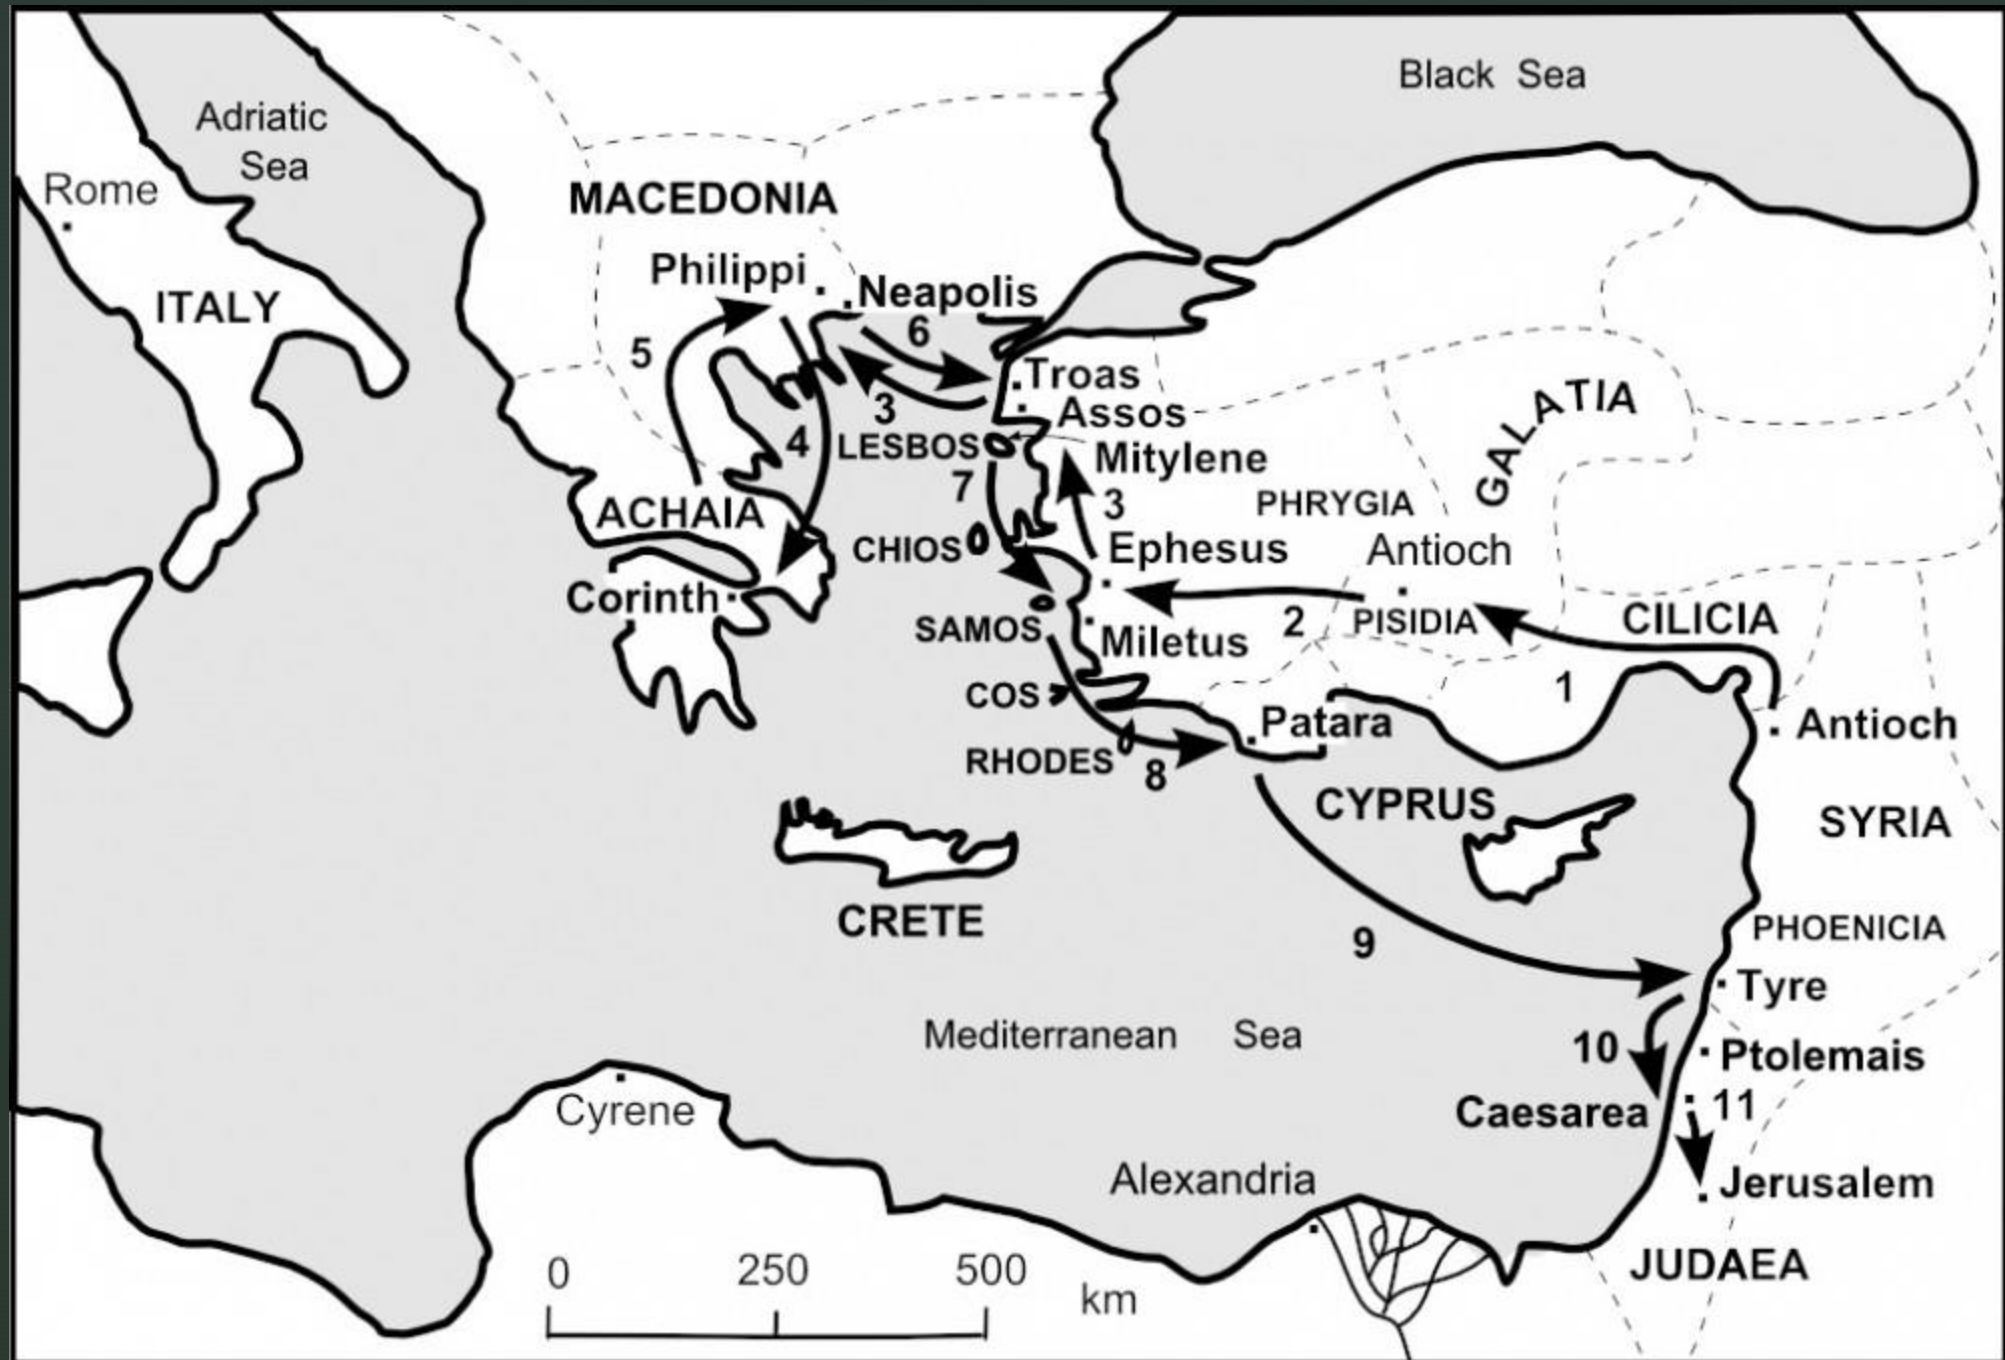 Black Sea
Adriatic
Sea
Rome
MACEDONIA
Philippi
Neapolis
ITALY
6
5
Troas
3
Assos
GALATIA
4
LESBOS
Mitylene
7
3
PHRYGIA
ACHAIA
CHIOS
Ephesus
Antioch
Corinth
2
PISIDIA
CILICIA
SAMOS
Miletus
1
COS
Patara
Antioch
RHODES
8
CYPRUS
SYRIA
CRETE
9
PHOENICIA
Tyre
Mediterranean Sea
10
Ptolemais
Cyrene
Caesarea
11
Alexandria
Jerusalem
0 250 500
km
JUDAEA